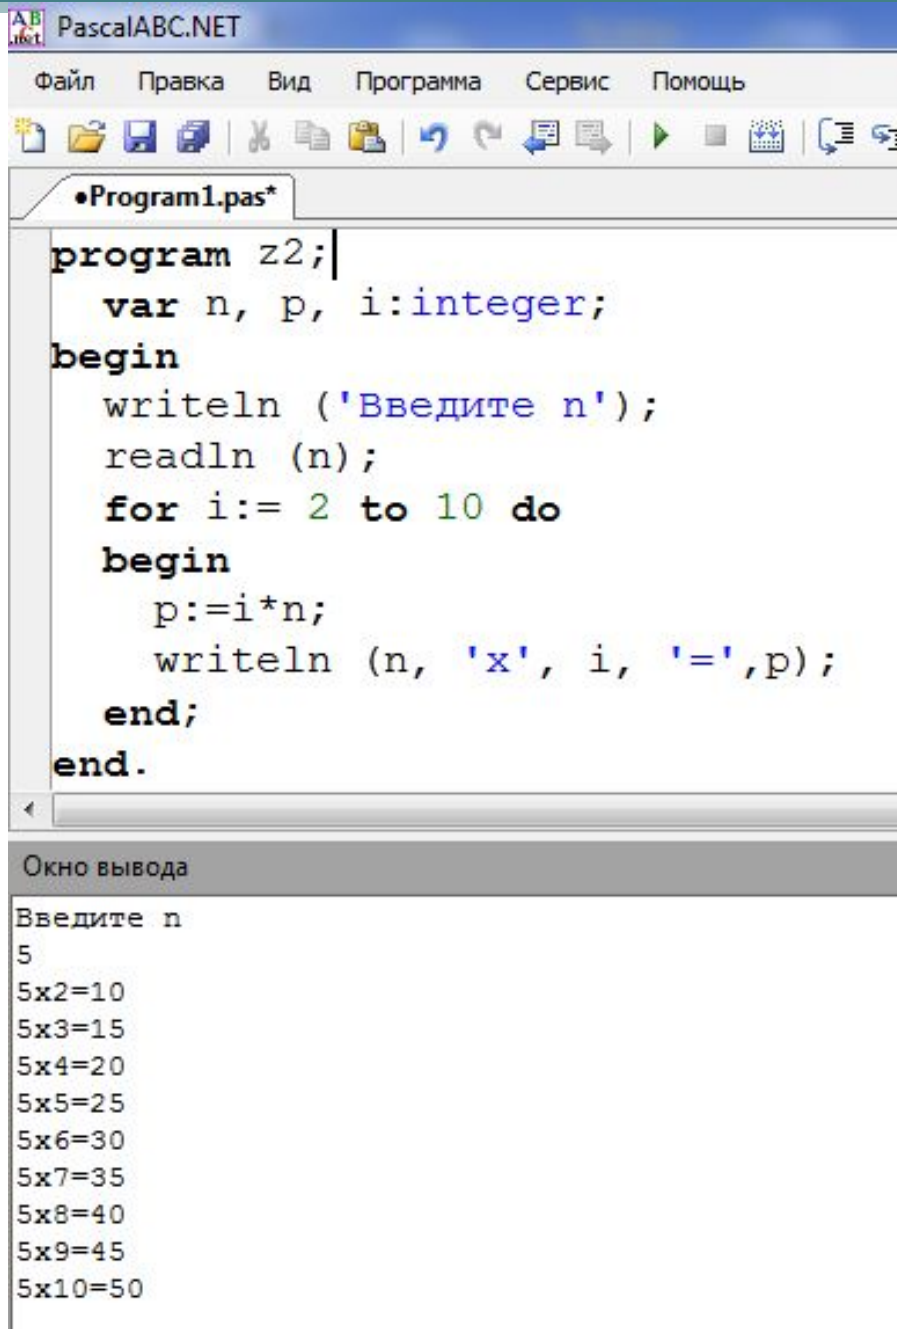 PascalABC.NET
Файл Правка Вид Программа Сервис Помощь
•Program1.pas*
program z2;
var n, p, i:integer;
begin
writeln ('Введите n');
readln (n);
for i:= 2 to 10 do
begin
p:=i*n;
writeln (n, 'x', i, '=',p);
end;
end.
Окно вывода
Введите n
5
5x2=10
5x3=15
5x4=20
5x5=25
5x6=30
5x7=35
5x8=40
5x9=45
5x10=50